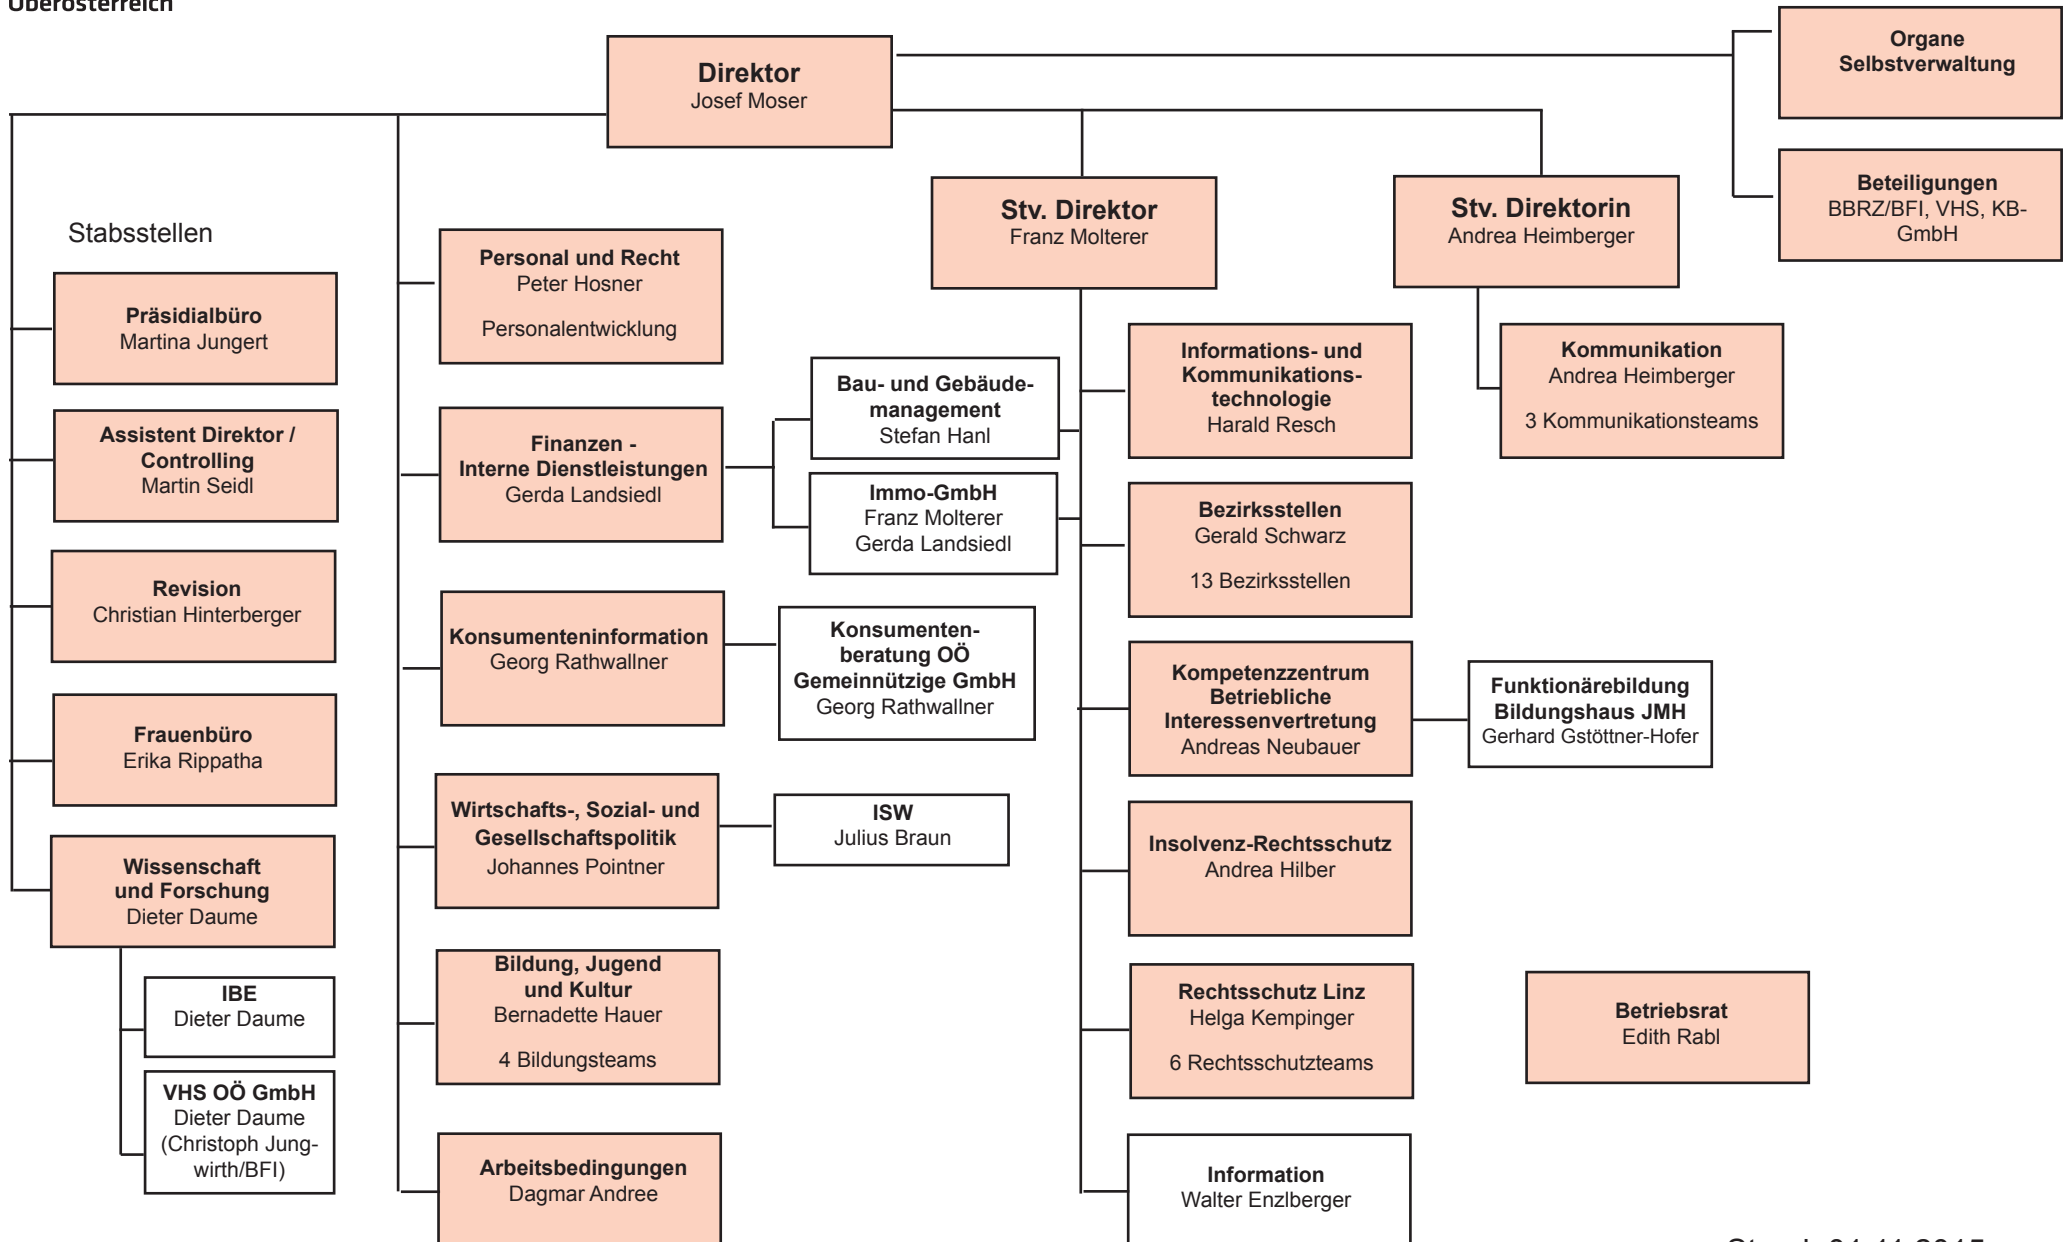 Oberösterreich
Direktor
Josef Moser
Organe
Selbstverwaltung
Beteiligungen
BBRZ/BFI, VHS, KB-
GmbH
Stv. Direktor
Franz Molterer
Stv. Direktorin
Andrea Heimberger
Stabsstellen
Präsidialbüro
Martina Jungert
Assistent Direktor /
Controlling
Martin Seidl
Revision
Christian Hinterberger
Frauenbüro
Erika Rippatha
Wissenschaft
und Forschung
Dieter Daume
IBE
Dieter Daume
VHS OÖ GmbH
Dieter Daume
(Christoph Jung-
wirth/BFI)
Personal und Recht
Peter Hosner
Personalentwicklung
Finanzen -
Interne Dienstleistungen
Gerda Landsiedl
Bau- und Gebäude-
management
Stefan Hanl
Immo-GmbH
Franz Molterer
Gerda Landsiedl
Konsumenteninformation
Georg Rathwallner
Konsumenten-
beratung OÖ
Gemeinnützige GmbH
Georg Rathwallner
Wirtschafts-, Sozial- und
Gesellschaftspolitik
Johannes Pointner
ISW
Julius Braun
Bildung, Jugend
und Kultur
Bernadette Hauer
4 Bildungsteams
Arbeitsbedingungen
Dagmar Andree
Informations- und
Kommunikations-
technologie
Harald Resch
Bezirksstellen
Gerald Schwarz
13 Bezirksstellen
Kompetenzzentrum
Betriebliche
Interessenvertretung
Andreas Neubauer
Funktionärebildung
Bildungshaus JMH
Gerhard Gstöttner-Hofer
Insolvenz-Rechtsschutz
Andrea Hilber
Rechtsschutz Linz
Helga Kempinger
6 Rechtsschutzteams
Information
Walter Enzlberger
Kommunikation
Andrea Heimberger
3 Kommunikationsteams
Betriebsrat
Edith Rabl